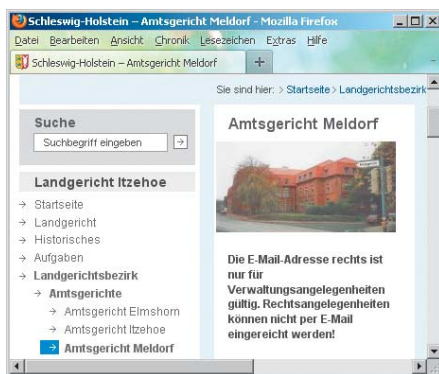 Schleswig-Holstein – Amtsgericht Meldorf - Mozilla Firefox
Datei Bearbeiten Ansicht Chronik Lesezeichen Extras Hilfe
Schleswig-Holstein – Amtsgericht Meldorf
Sie sind hier: > Startseite > Landgerichtsbezirk
Suche
Suchbegriff eingeben
Landgericht Itzehoe
Startseite
Landgericht
Historisches
Aufgaben
Landgerichtsbezirk
Amtsgerichte
Amtsgericht Elmshorn
Amtsgericht Itzehoe
Amtsgericht Meldorf
Amtsgericht Meldorf
Die E-Mail-Adresse rechts ist
nur für
Verwaltungsangelegenheiten
gültig. Rechtsangelegenheiten
können nicht per E-Mail
eingereicht werden!